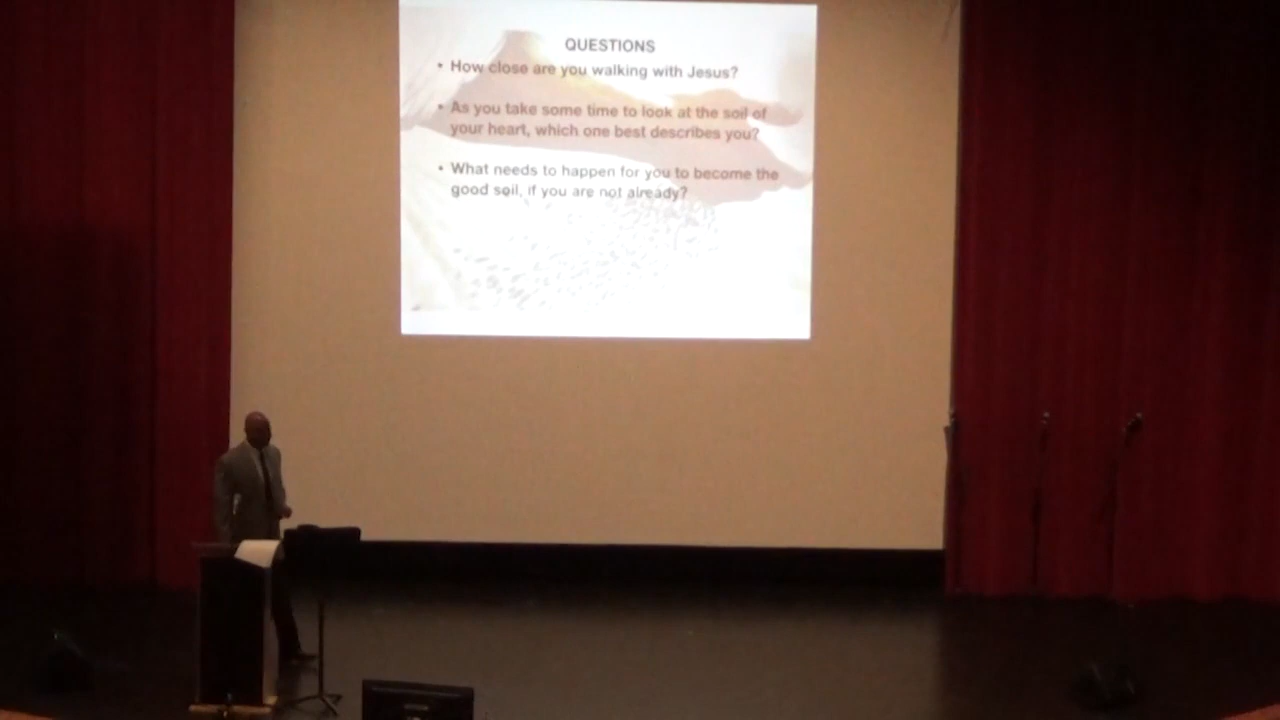 QUESTIONS
• How close are you walking with Jesus?
• As you take some time to look at the soil of
your heart, which one best describes you?
• What needs to happen for you to become the
good soil, if you are not already?